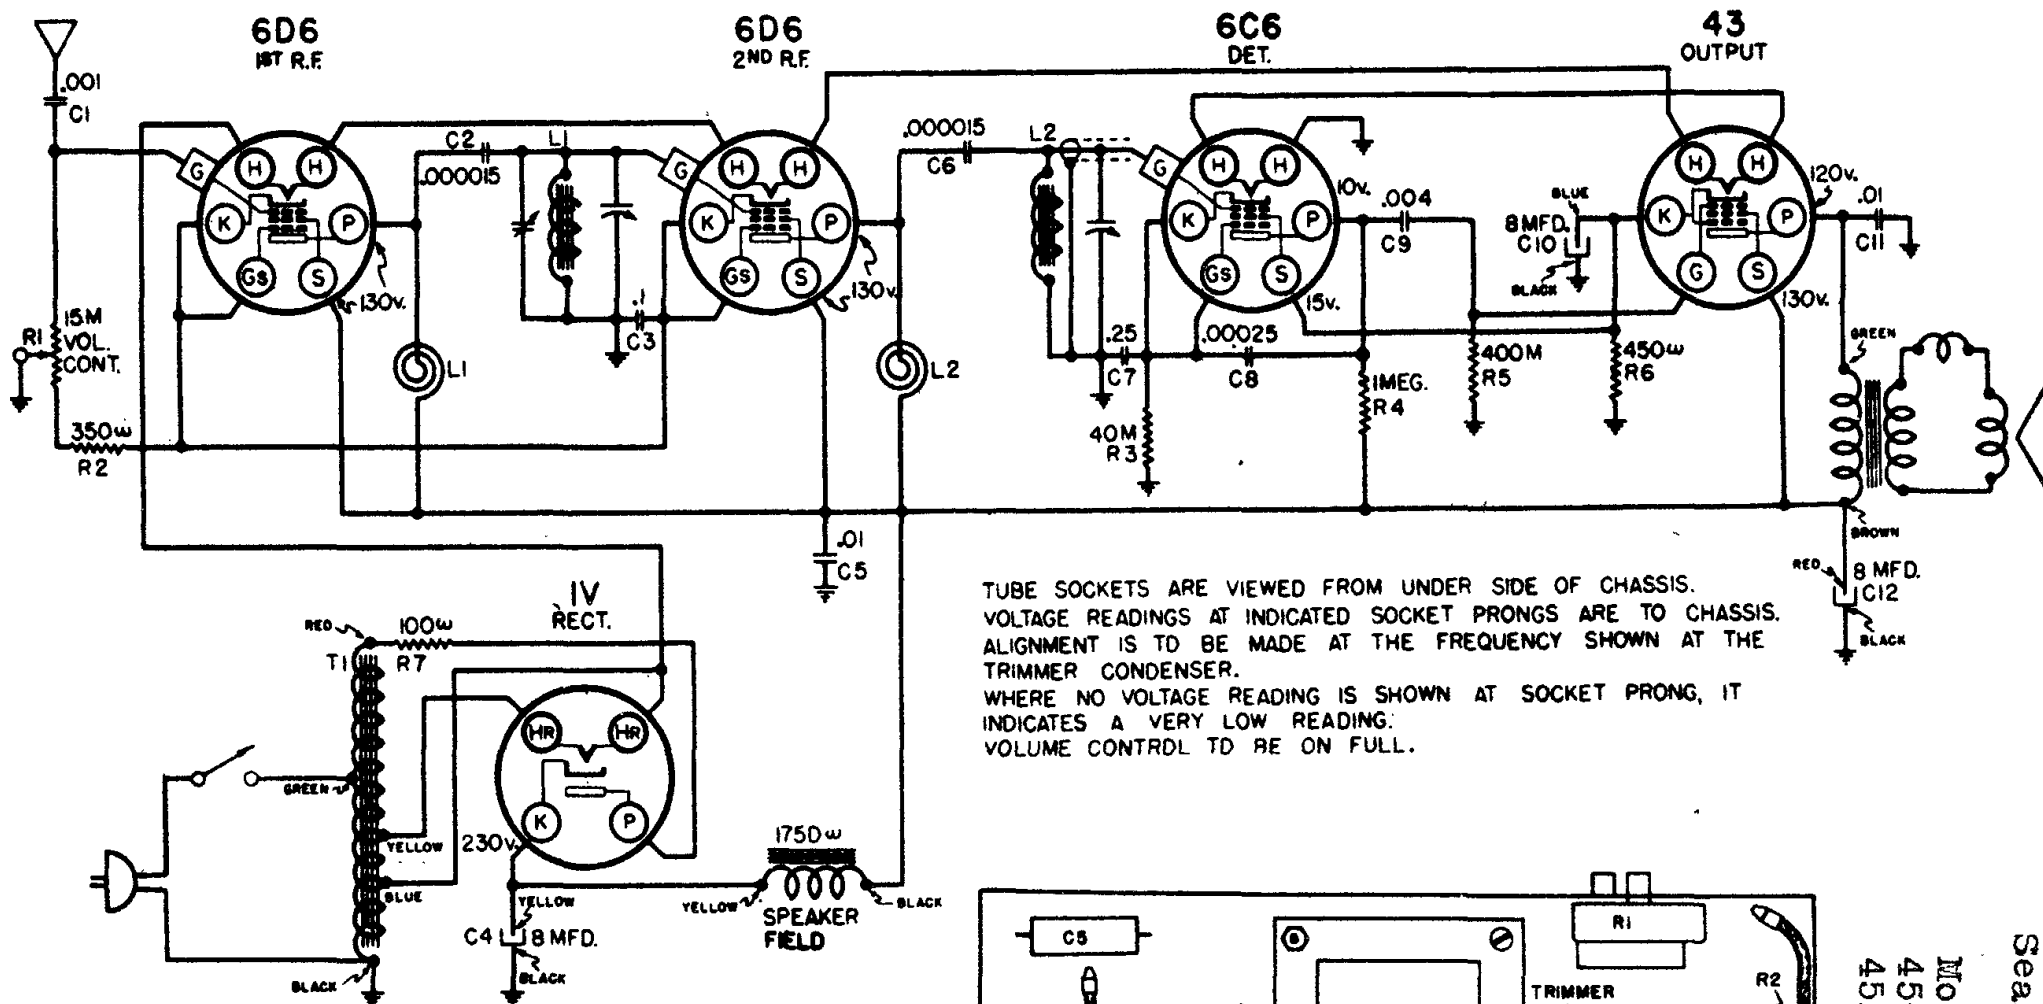 6D6
1ST R.F.
6D6
2ND R.F.
6C6
DET.
43
OUTPUT
.001
C1
G
H
H
K
P
Gs
S
130v.
C2
.000015
L1
.1
C3
G
H
H
K
P
Gs
S
130v.
.000015
C6
L2
G
H
H
K
P
Gs
S
10v.
15v.
.004
C9
BLUE
8 MFD.
C10
BLACK
H
H
K
P
G
S
120v.
130v.
.01
C11
R1
15M
VOL.
CONT.
350ω
R2
L1
L2
.25
C7
.00025
C8
40M
R3
1MEG.
R4
400M
R5
450ω
R6
GREEN
BROWN
RED
8 MFD.
C12
BLACK
.01
C5
1V
RECT.
RED
100ω
R7
T1
GREEN
YELLOW
BLUE
BLACK
HR
HR
K
P
230v.
YELLOW
C4
8 MFD.
BLACK
1750ω
YELLOW
SPEAKER
FIELD
BLACK
TUBE SOCKETS ARE VIEWED FROM UNDER SIDE OF CHASSIS.
VOLTAGE READINGS AT INDICATED SOCKET PRONGS ARE TO CHASSIS.
ALIGNMENT IS TO BE MADE AT THE FREQUENCY SHOWN AT THE
TRIMMER CONDENSER.
WHERE NO VOLTAGE READING IS SHOWN AT SOCKET PRONG, IT
INDICATES A VERY LOW READING.
VOLUME CONTROL TO BE ON FULL.
C5
R1
TRIMMER
R2
Sea
Mo
45
45